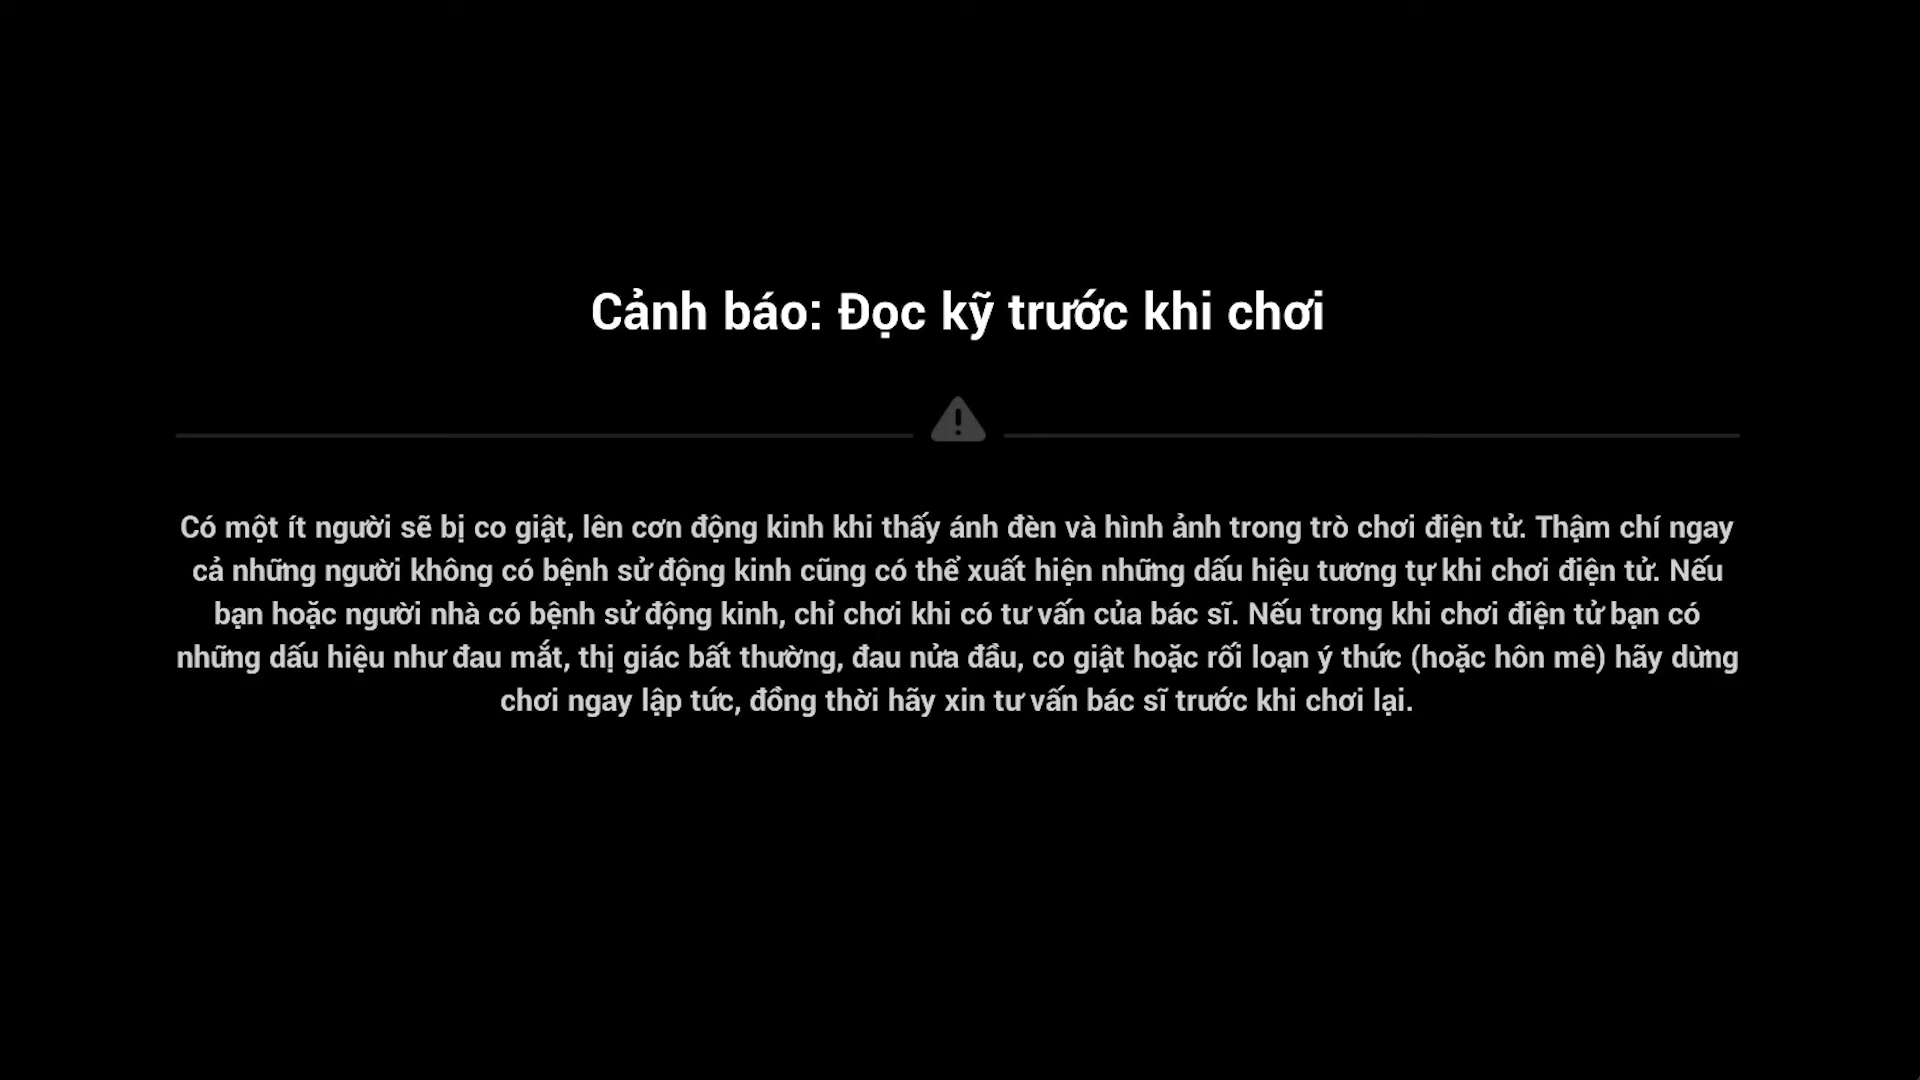 Cảnh báo: Đọc kỹ trước khi chơi
Có một ít người sẽ bị co giật, lên cơn động kinh khi thấy ánh đèn và hình ảnh trong trò chơi điện tử. Thậm chí ngay
cả những người không có bệnh sử động kinh cũng có thể xuất hiện những dấu hiệu tương tự khi chơi điện tử. Nếu
bạn hoặc người nhà có bệnh sử động kinh, chỉ chơi khi có tư vấn của bác sĩ. Nếu trong khi chơi điện tử bạn có
những dấu hiệu như đau mắt, thị giác bất thường, đau nửa đầu, co giật hoặc rối loạn ý thức (hoặc hôn mê) hãy dừng
chơi ngay lập tức, đồng thời hãy xin tư vấn bác sĩ trước khi chơi lại.